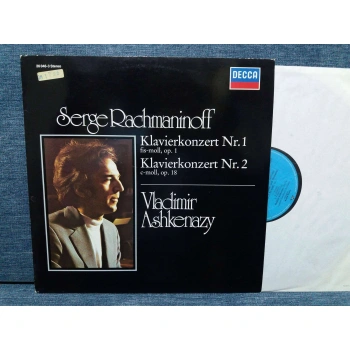 DECCA
Serge Rachmaninoff
Klavierkonzert Nr. 1
fis-moll, op. 1
Klavierkonzert Nr. 2
c-moll, op. 18
Vladimir
Ashkenazy